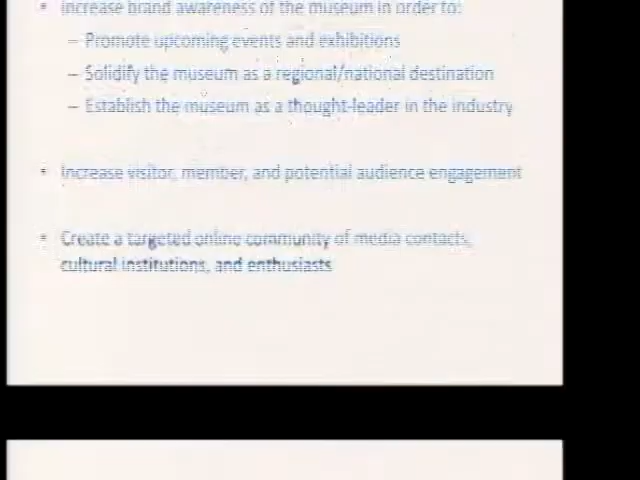 • Increase brand awareness of the museum in order to:
– Promote upcoming events and exhibitions
– Solidify the museum as a regional/national destination
– Establish the museum as a thought-leader in the industry
• Increase visitor, member, and potential audience engagement
• Create a targeted online community of media contacts,
cultural institutions, and enthusiasts